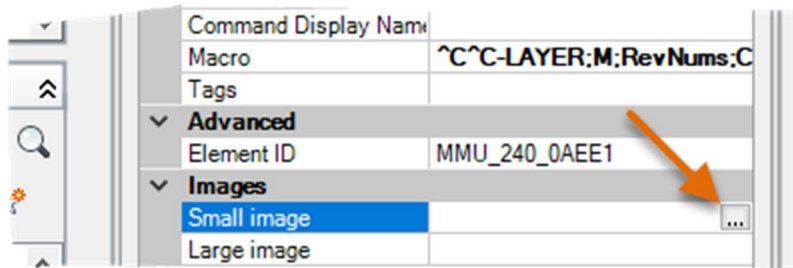 Command Display Name
Macro ^C^C-LAYER;M;RevNums;C
Tags
Advanced
Element ID MMU_240_0AEE1
Images
Small image ...
Large image